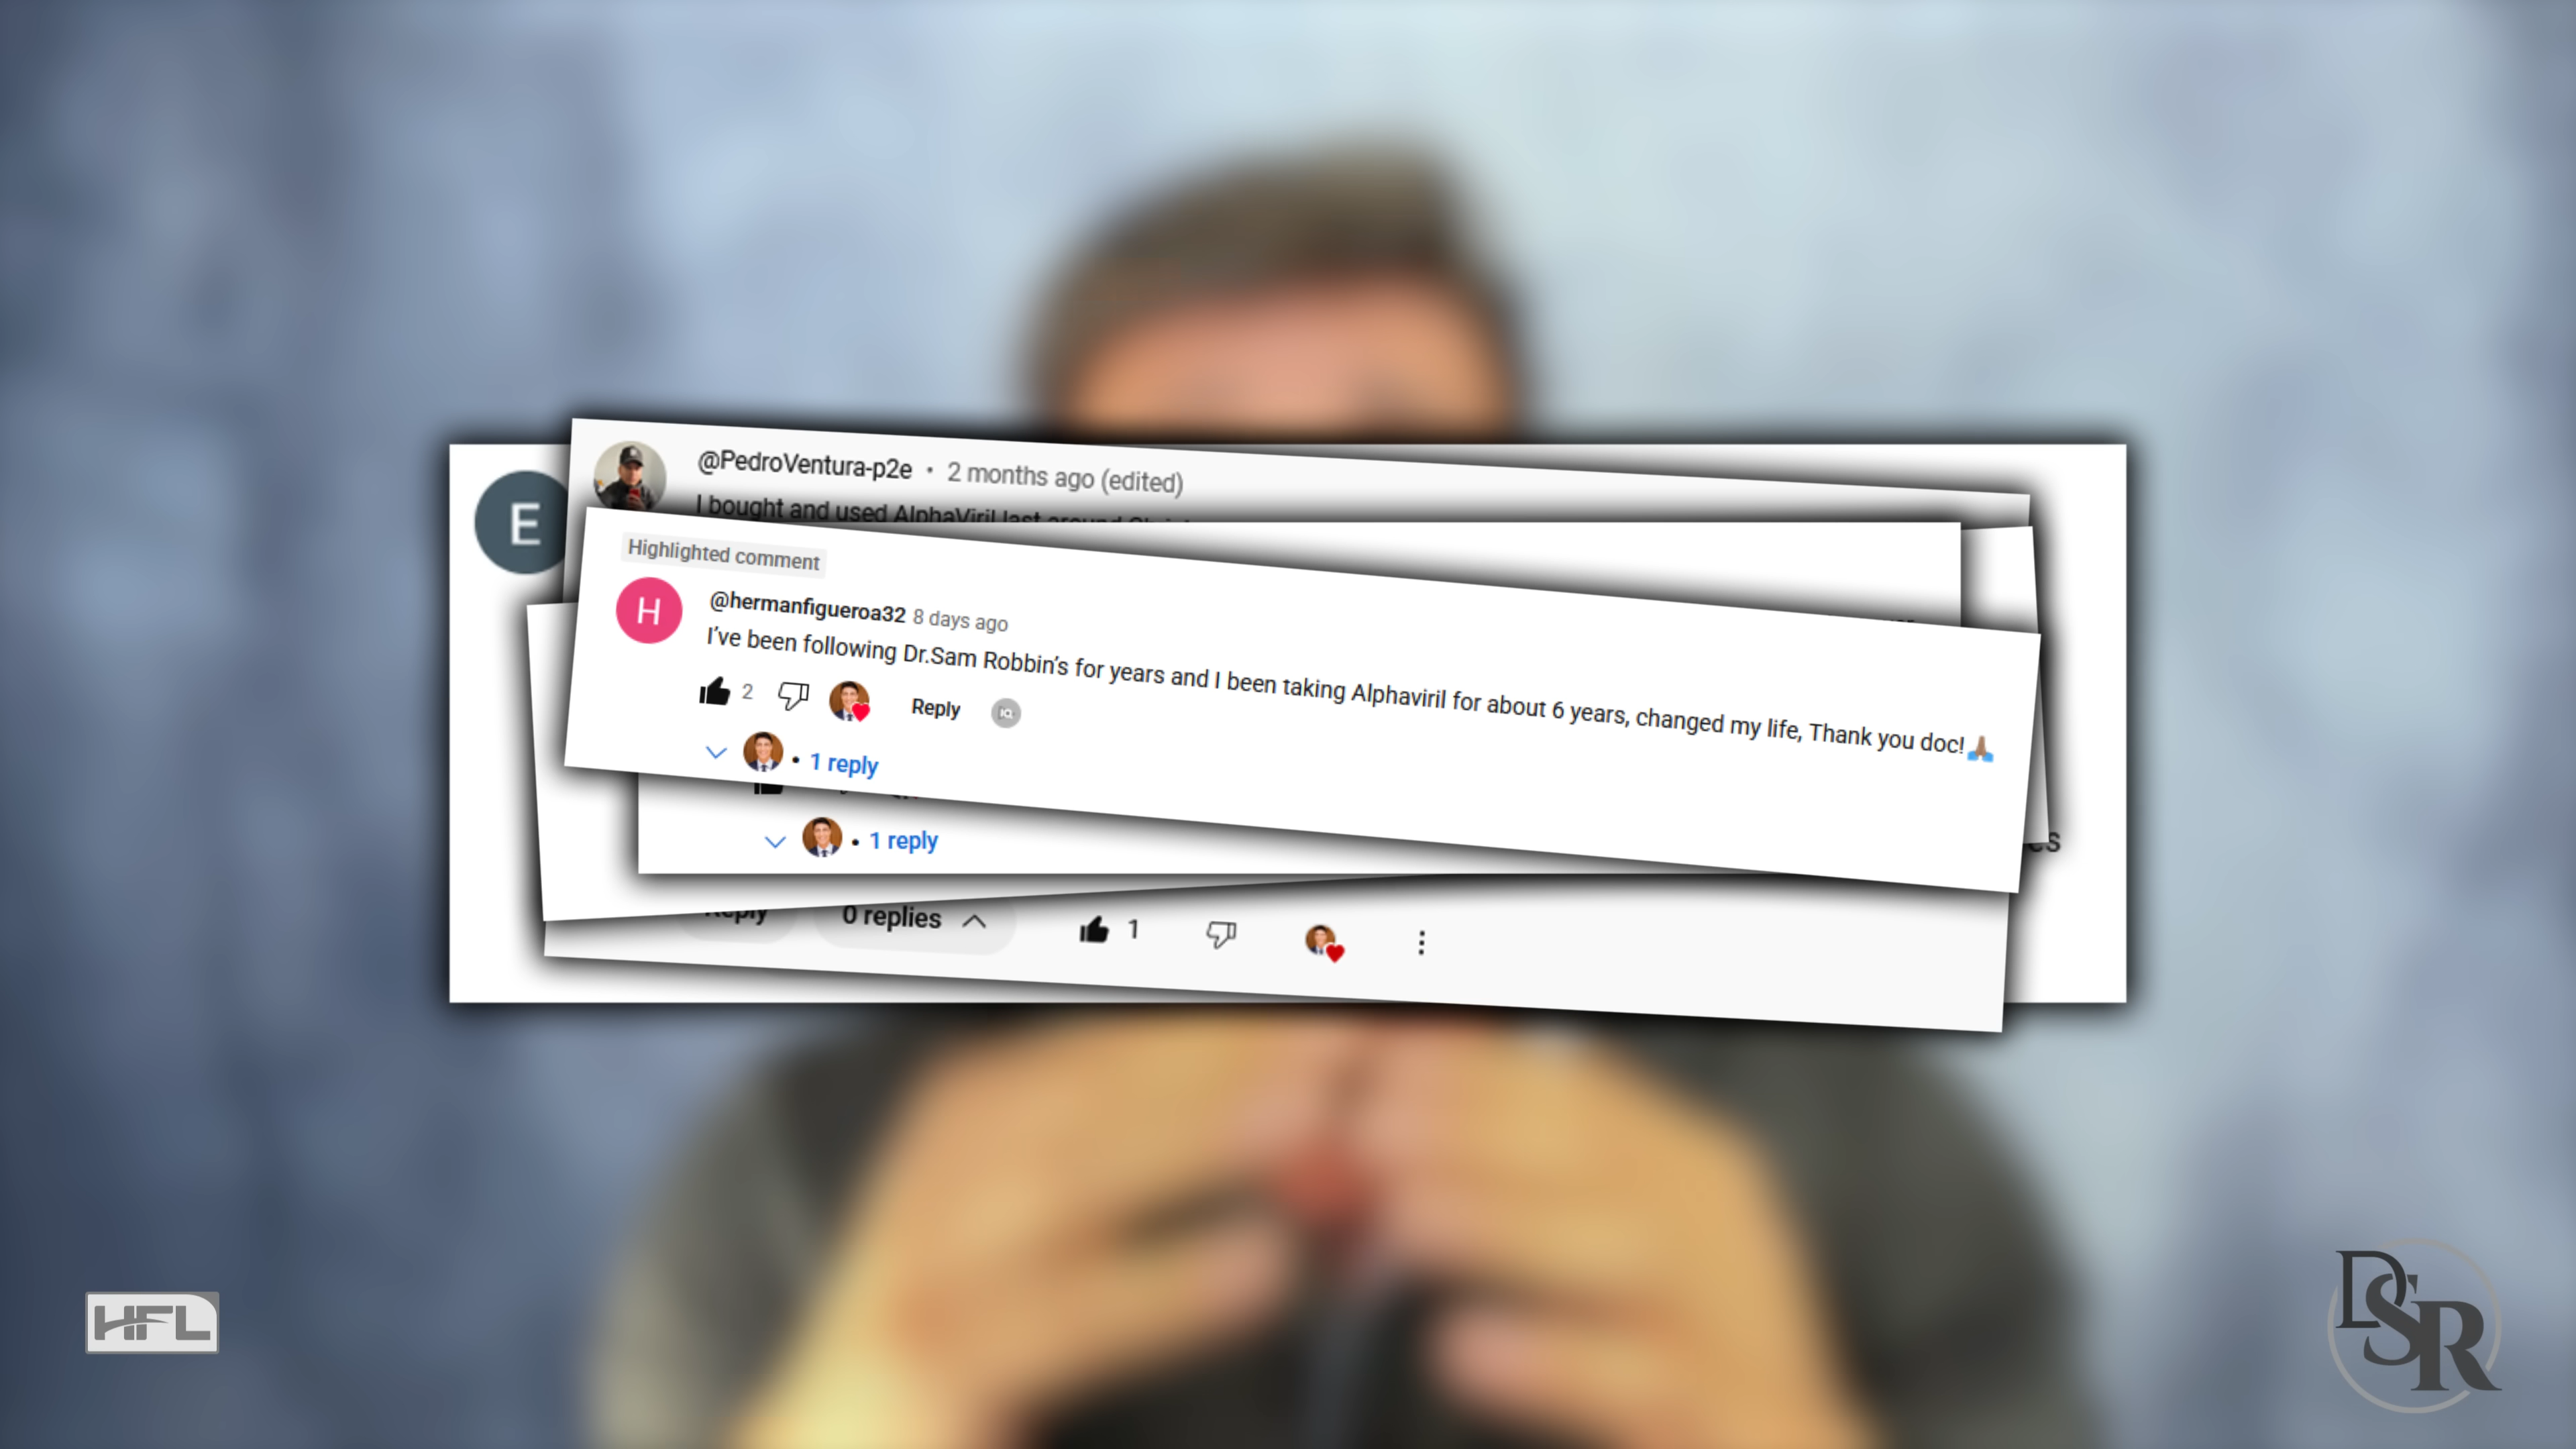 E
@PedroVentura-p2e • 2 months ago (edited)
I bought and used AlphaViril last around
Highlighted comment
H
@hermanfigueroa32 8 days ago
I've been following Dr.Sam Robbin's for years and I been taking Alphaviril for about 6 years, changed my life, Thank you doc!🙏🏽
2 Reply
• 1 reply
• 1 reply
Reply 0 replies 1
HFL
DSR